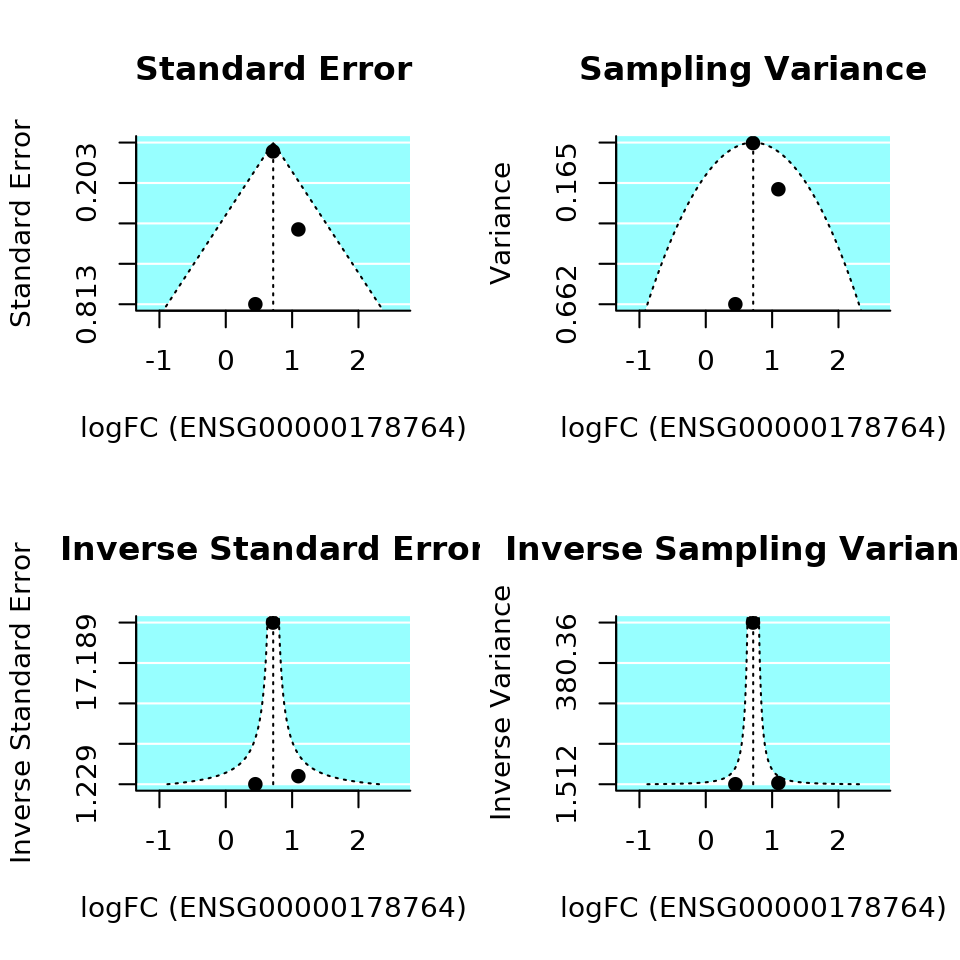 Standard Error
Standard Error
0.203
0.813
-1 0 1 2
logFC (ENSG00000178764)
Sampling Variance
Variance
0.165
0.662
-1 0 1 2
logFC (ENSG00000178764)
Inverse Standard Error
Inverse Standard Error
17.189
1.229
-1 0 1 2
logFC (ENSG00000178764)
Inverse Sampling Varian
Inverse Variance
380.36
1.512
-1 0 1 2
logFC (ENSG00000178764)